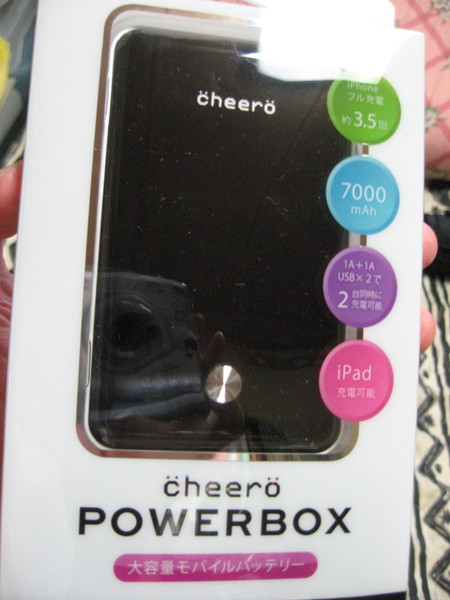 cheero
iPhone
フル充電
約3.5回
7000
mAh
1A+1A
USB×2で
2台同時に
充電可能
iPad
充電可能
cheero
POWERBOX
大容量モバイルバッテリー